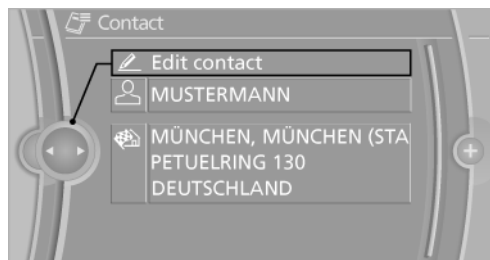 Contact
Edit contact
MUSTERMANN
MÜNCHEN, MÜNCHEN (STA
PETUELRING 130
DEUTSCHLAND